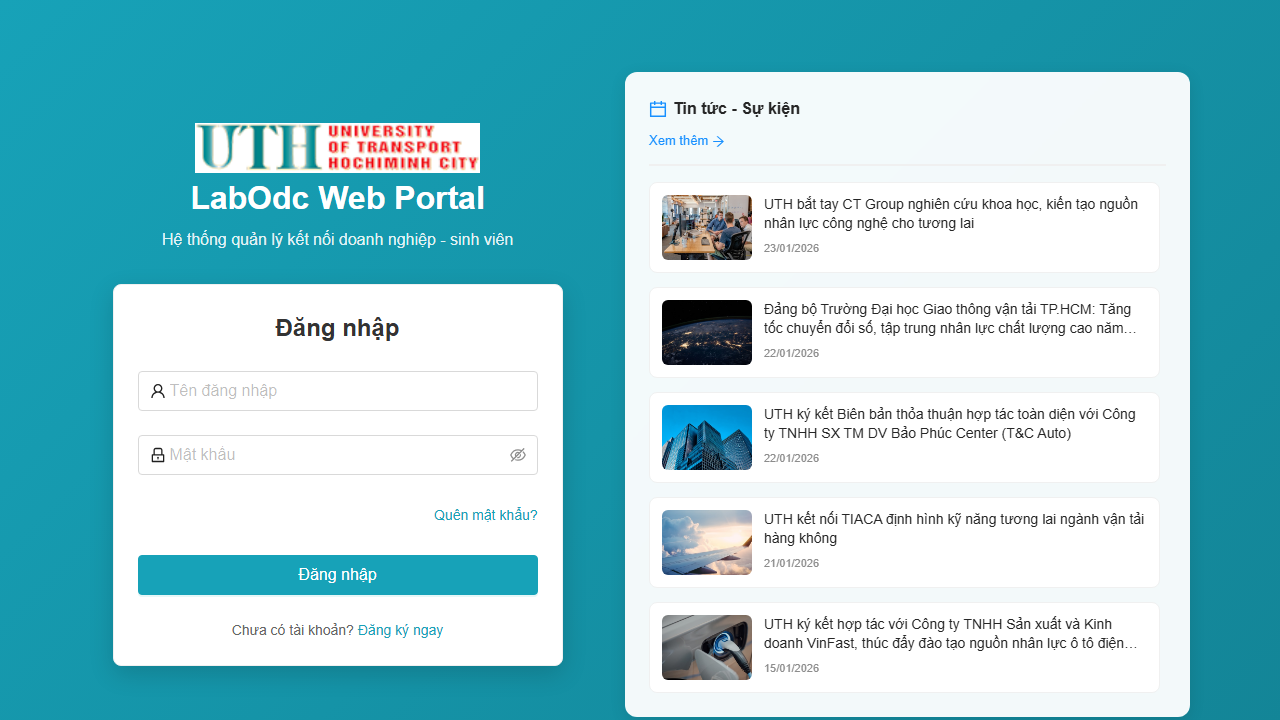 UTH UNIVERSITY
OF TRANSPORT
HOCHIMINH CITY
LabOdc Web Portal
Hệ thống quản lý kết nối doanh nghiệp - sinh viên
Đăng nhập
Tên đăng nhập
Mật khẩu
Quên mật khẩu?
Đăng nhập
Chưa có tài khoản? Đăng ký ngay
Tin tức - Sự kiện
Xem thêm
UTH bắt tay CT Group nghiên cứu khoa học, kiến tạo nguồn
nhân lực công nghệ cho tương lai
23/01/2026
Đảng bộ Trường Đại học Giao thông vận tải TP.HCM: Tăng
tốc chuyển đổi số, tập trung nhân lực chất lượng cao năm…
22/01/2026
UTH ký kết Biên bản thỏa thuận hợp tác toàn diện với Công
ty TNHH SX TM DV Bảo Phúc Center (T&C Auto)
22/01/2026
UTH kết nối TIACA định hình kỹ năng tương lai ngành vận tải
hàng không
21/01/2026
UTH ký kết hợp tác với Công ty TNHH Sản xuất và Kinh
doanh VinFast, thúc đẩy đào tạo nguồn nhân lực ô tô điện…
15/01/2026